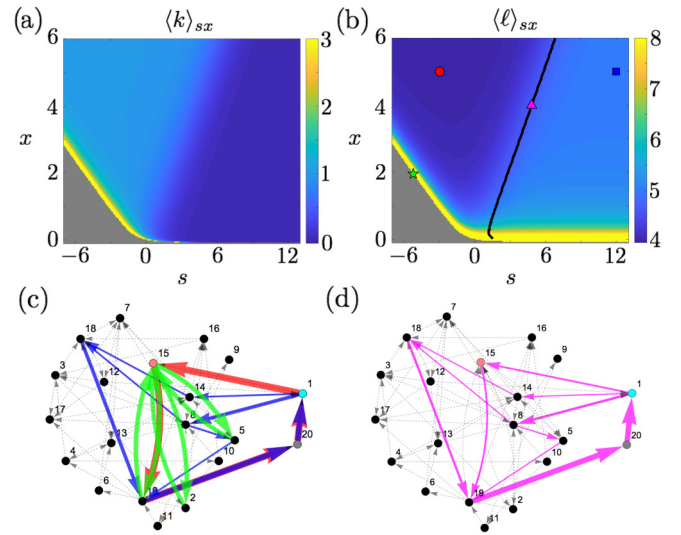 (a) ⟨k⟩sx (b) ⟨ℓ⟩sx
6 3 6 8
7
4 2 4
x x 6
2 1 2
5
0 0 0 4
-6 0 6 12 -6 0 6 12
s s
(c) (d)
7 7
18 16 18 16
15 9 15 9
3 3
12 1 12 1
14 14
17 17
8 8
13 5 13 5
20 20
4 10 4 10
6 19 6 19
2 2
11 11